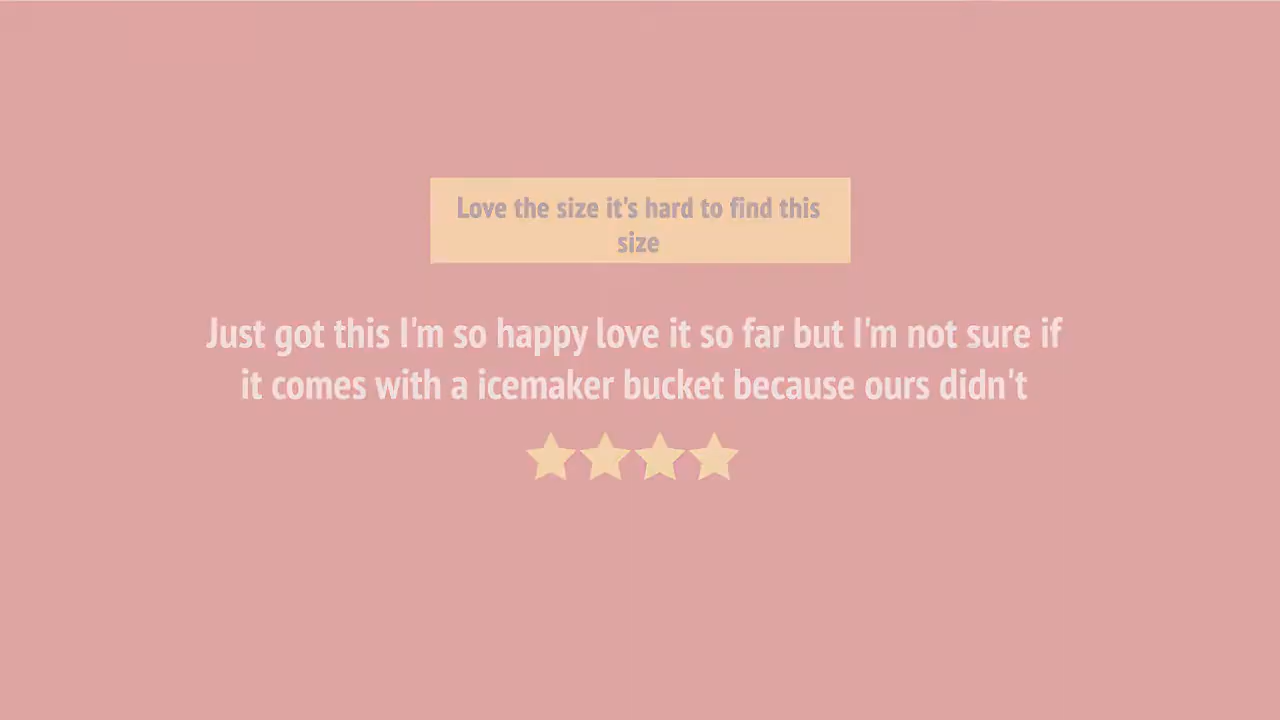 Love the size it's hard to find this
size
Just got this I'm so happy love it so far but I'm not sure if
it comes with a icemaker bucket because ours didn't